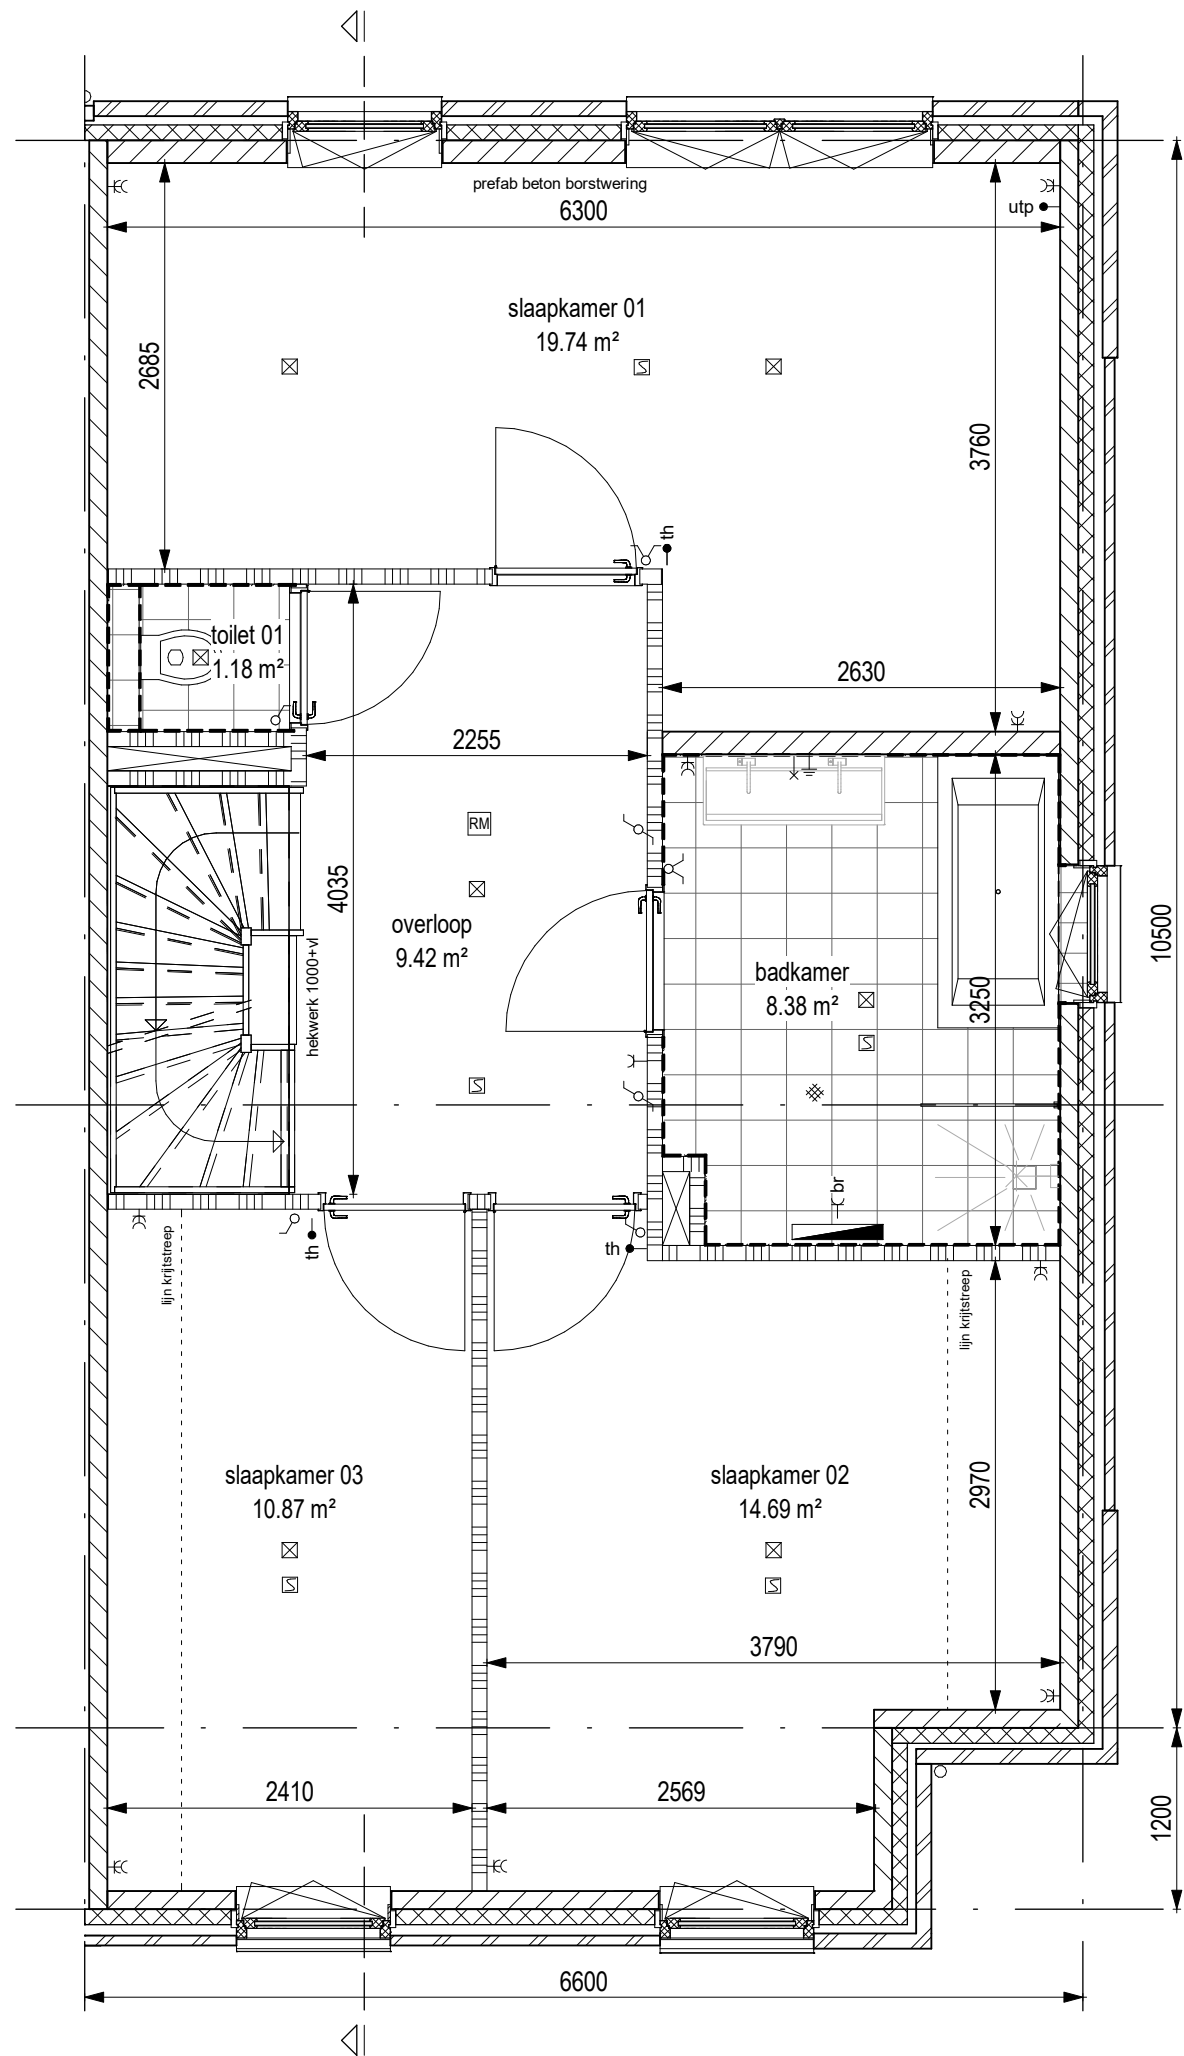 prefab beton borstwering
6300
utp
slaapkamer 01
19.74 m²
2685
3760
th
toilet 01
1.18 m²
2630
2255
RM
4035
overloop
9.42 m²
hekwerk 1000+vl
badkamer
8.38 m²
3250
10500
br
th
th
lijn krijtstreep
lijn krijtstreep
slaapkamer 03
10.87 m²
slaapkamer 02
14.69 m²
2970
3790
2410
2569
1200
6600